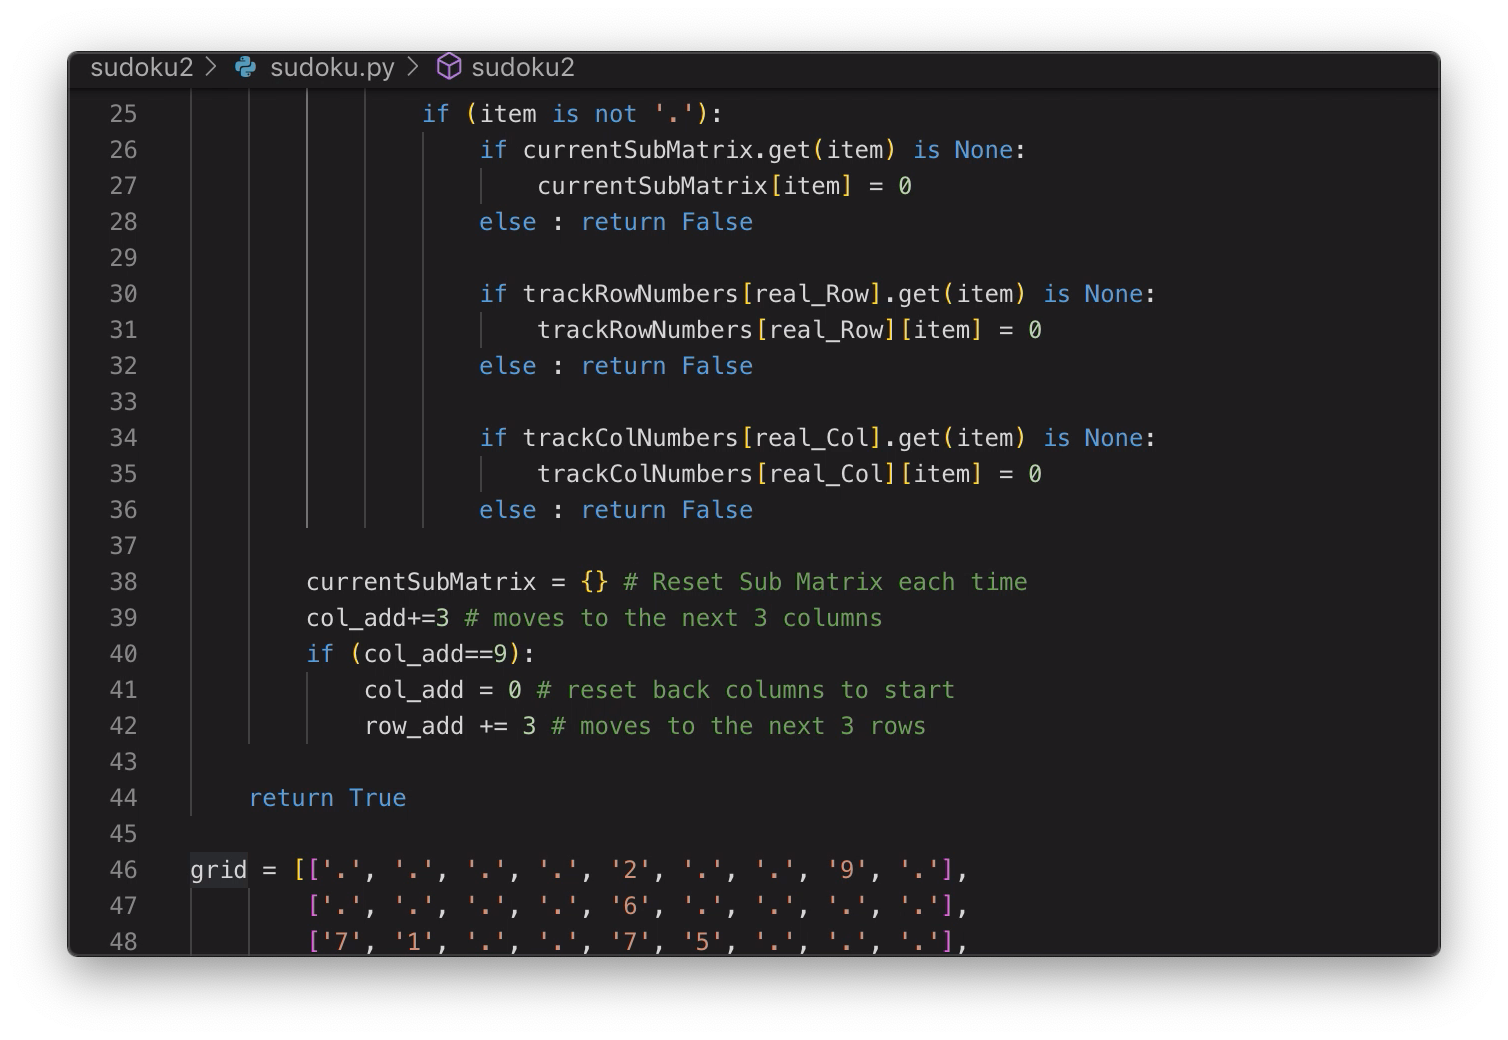 sudoku2 > sudoku.py > sudoku2
25 if (item is not '.'):
26 if currentSubMatrix.get(item) is None:
27 currentSubMatrix[item] = 0
28 else : return False
29
30 if trackRowNumbers[real_Row].get(item) is None:
31 trackRowNumbers[real_Row][item] = 0
32 else : return False
33
34 if trackColNumbers[real_Col].get(item) is None:
35 trackColNumbers[real_Col][item] = 0
36 else : return False
37
38 currentSubMatrix = {} # Reset Sub Matrix each time
39 col_add+=3 # moves to the next 3 columns
40 if (col_add==9):
41 col_add = 0 # reset back columns to start
42 row_add += 3 # moves to the next 3 rows
43
44 return True
45
46 grid = [['.', '.', '.', '.', '2', '.', '.', '9', '.'],
47 ['.', '.', '.', '.', '6', '.', '.', '.', '.'],
48 ['7', '1', '.', '.', '7', '5', '.', '.', '.'],